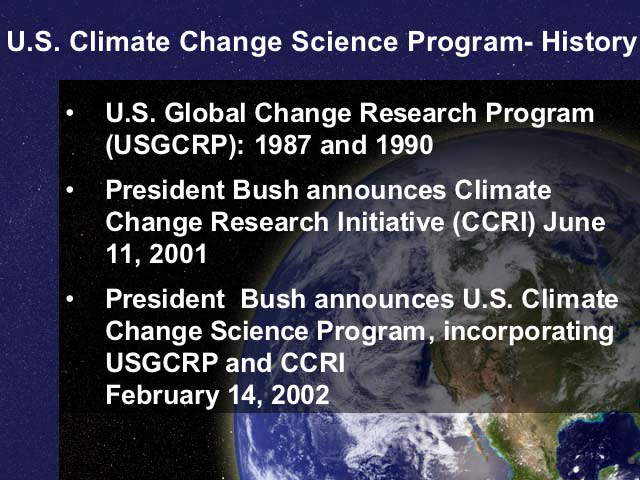 U.S. Climate Change Science Program- History
• U.S. Global Change Research Program
(USGCRP): 1987 and 1990
• President Bush announces Climate
Change Research Initiative (CCRI) June
11, 2001
• President  Bush announces U.S. Climate
Change Science Program, incorporating
USGCRP and CCRI
February 14, 2002